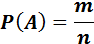 P(A) = m/n